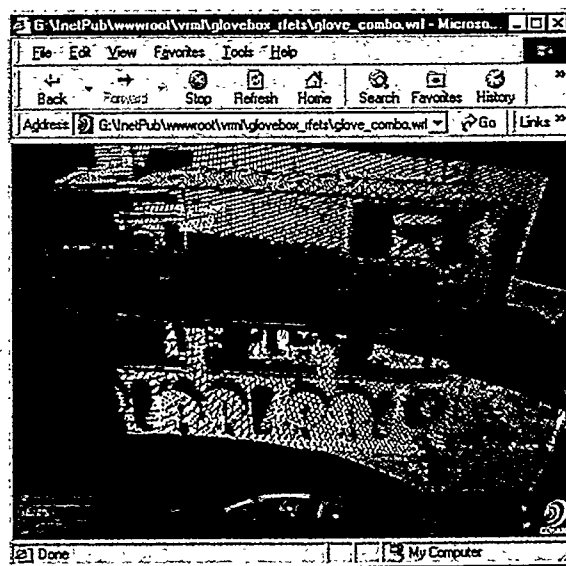 G:\InetPub\wwwroot\vrml\glovebox_rfets\glove_combo.wrl - Microso...
File Edit View Favorites Tools Help
Back Forward Stop Refresh Home Search Favorites History »
Address G:\InetPub\wwwroot\vrml\glovebox_rfets\glove_combo.wrl Go Links »
Done My Computer